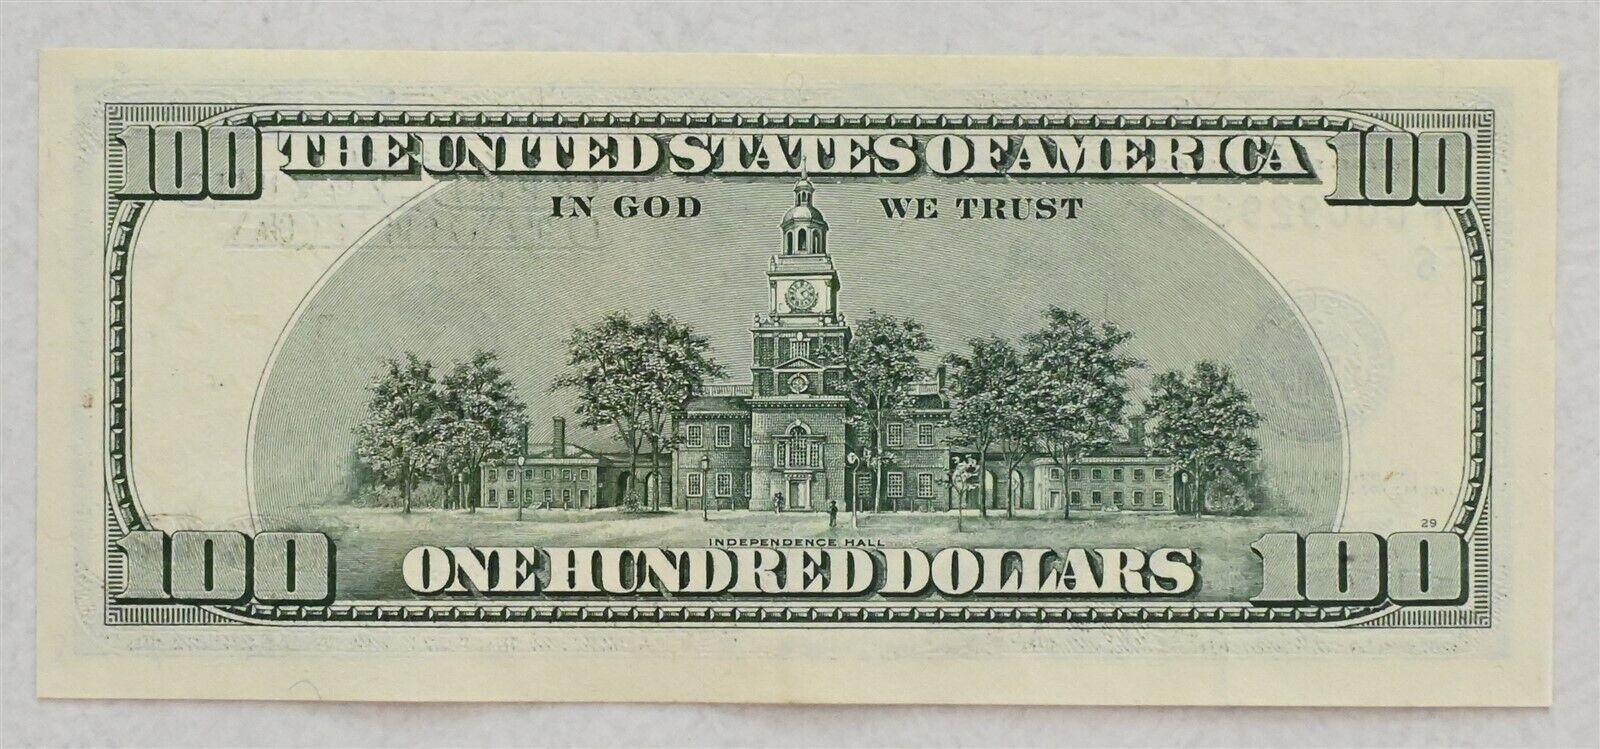 100 THE UNITED STATES OF AMERICA 100
IN GOD WE TRUST
29
INDEPENDENCE HALL
100 ONE HUNDRED DOLLARS 100